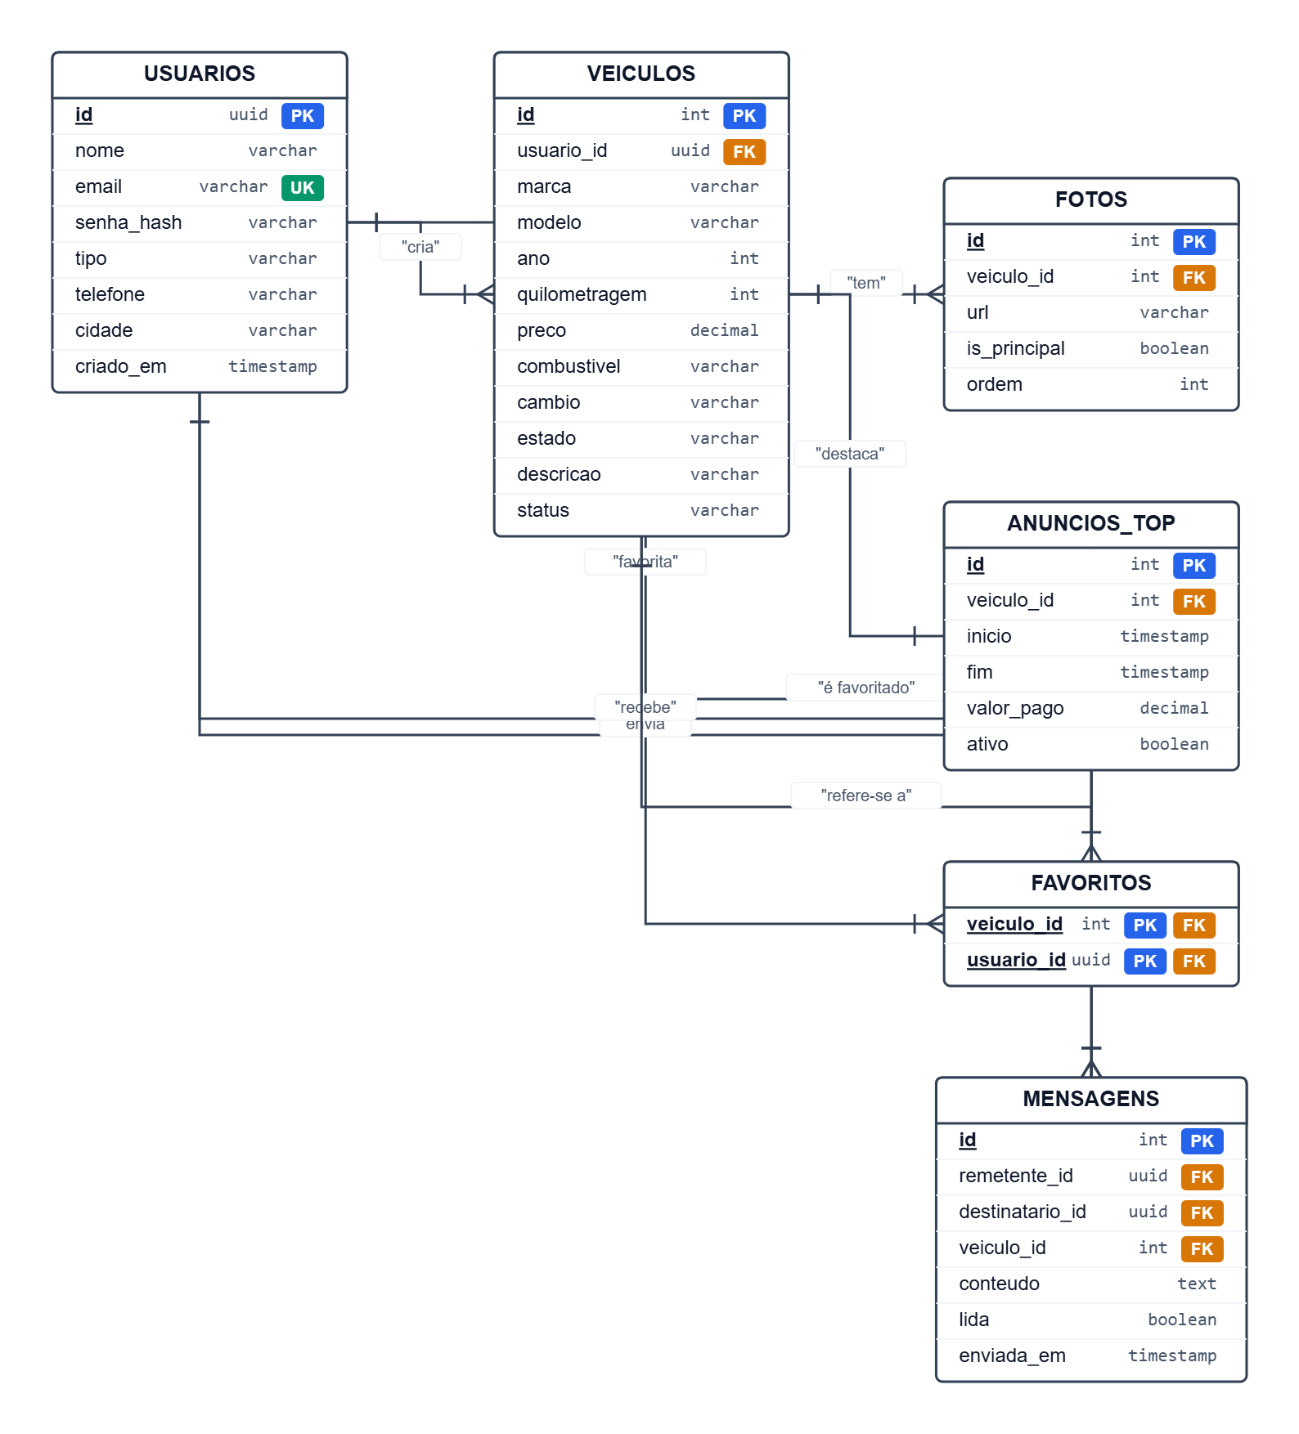 USUARIOS
id uuid PK
nome varchar
email varchar UK
senha_hash varchar
tipo varchar
telefone varchar
cidade varchar
criado_em timestamp
"cria"
VEICULOS
id int PK
usuario_id uuid FK
marca varchar
modelo varchar
ano int
quilometragem int
preco decimal
combustivel varchar
cambio varchar
estado varchar
descricao varchar
status varchar
"tem"
FOTOS
id int PK
veiculo_id int FK
url varchar
is_principal boolean
ordem int
"destaca"
ANUNCIOS_TOP
id int PK
veiculo_id int FK
inicio timestamp
fim timestamp
valor_pago decimal
ativo boolean
"favorita"
"é favoritado"
"recebe"
envia
"refere-se a"
FAVORITOS
veiculo_id int PK FK
usuario_id uuid PK FK
MENSAGENS
id int PK
remetente_id uuid FK
destinatario_id uuid FK
veiculo_id int FK
conteudo text
lida boolean
enviada_em timestamp